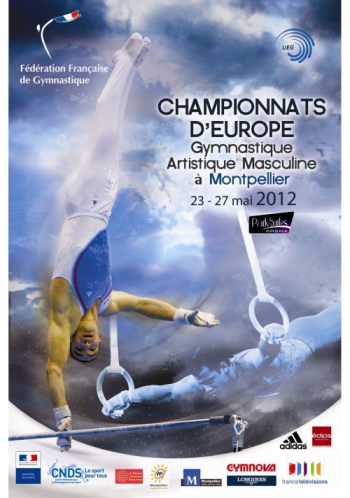 Fédération Française
de Gymnastique
UEG
CHAMPIONNATS
D'EUROPE
Gymnastique
Artistique Masculine
à Montpellier
23 - 27 mai 2012
Park&Suites
ARENA
adidas
CNDS
Le sport
pour tous
Montpellier
GYMNOVA
LONGINES
francetélévisions